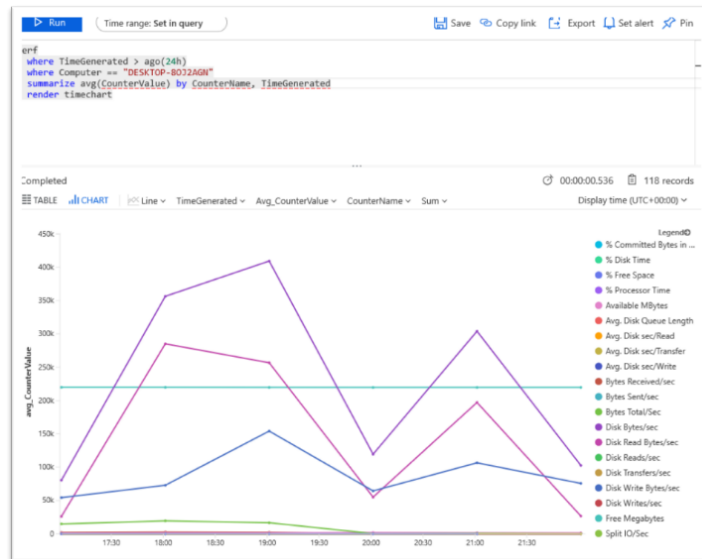 Run
Time range: Set in query
Save
Copy link
Export
Set alert
Pin
erf
where TimeGenerated > ago(24h)
where Computer == "DESKTOP-8OJ2AGN"
summarize avg(CounterValue) by CounterName, TimeGenerated
render timechart
...
Completed
00:00:00.536
118 records
TABLE
CHART
Line
TimeGenerated
Avg_CounterValue
CounterName
Sum
Display time (UTC+00:00)
450k
400k
350k
300k
250k
200k
150k
100k
50k
0
avg_CounterValue
17:30
18:00
18:30
19:00
19:30
20:00
20:30
21:00
21:30
Legend
% Committed Bytes in ...
% Disk Time
% Free Space
% Processor Time
Available MBytes
Avg. Disk Queue Length
Avg. Disk sec/Read
Avg. Disk sec/Transfer
Avg. Disk sec/Write
Bytes Received/sec
Bytes Sent/sec
Bytes Total/Sec
Disk Bytes/sec
Disk Read Bytes/sec
Disk Reads/sec
Disk Transfers/sec
Disk Write Bytes/sec
Disk Writes/sec
Free Megabytes
Split IO/Sec